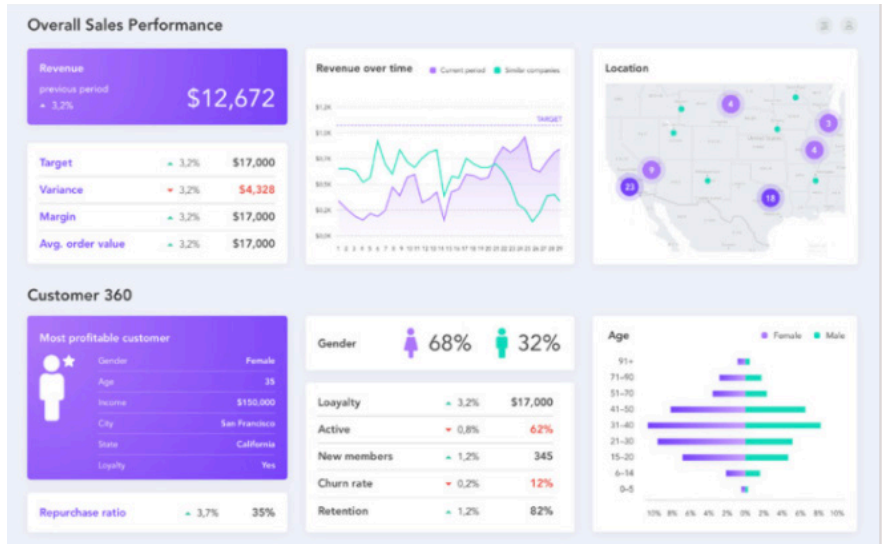 Overall Sales Performance
Revenue
previous period
▲ 3,2%
$12,672
Target ▲ 3,2% $17,000
Variance ▼ 3,2% $4,328
Margin ▲ 3,2% $17,000
Avg. order value ▲ 3,2% $17,000
Revenue over time
Current period Similar companies
TARGET
1 2 3 4 5 6 7 8 9 10 11 12 13 14 15 16 17 18 19 20 21 22 23 24 25 26 27 28 29
Location
4
3
4
9
23
18
Customer 360
Most profitable customer
Gender Female
Age 35
Income $150,000
City San Francisco
State California
Loyalty Yes
Repurchase ratio ▲ 3,7% 35%
Gender 68% 32%
Loayalty ▲ 3,2% $17,000
Active ▼ 0,8% 62%
New members ▲ 1,2% 345
Churn rate ▼ 0,2% 12%
Retention ▲ 1,2% 82%
Age Female Male
91+
71–90
51–70
41–50
31–40
21–30
15–20
6–14
0–5
10% 8% 6% 4% 2% 0% 2% 4% 6% 8% 10%